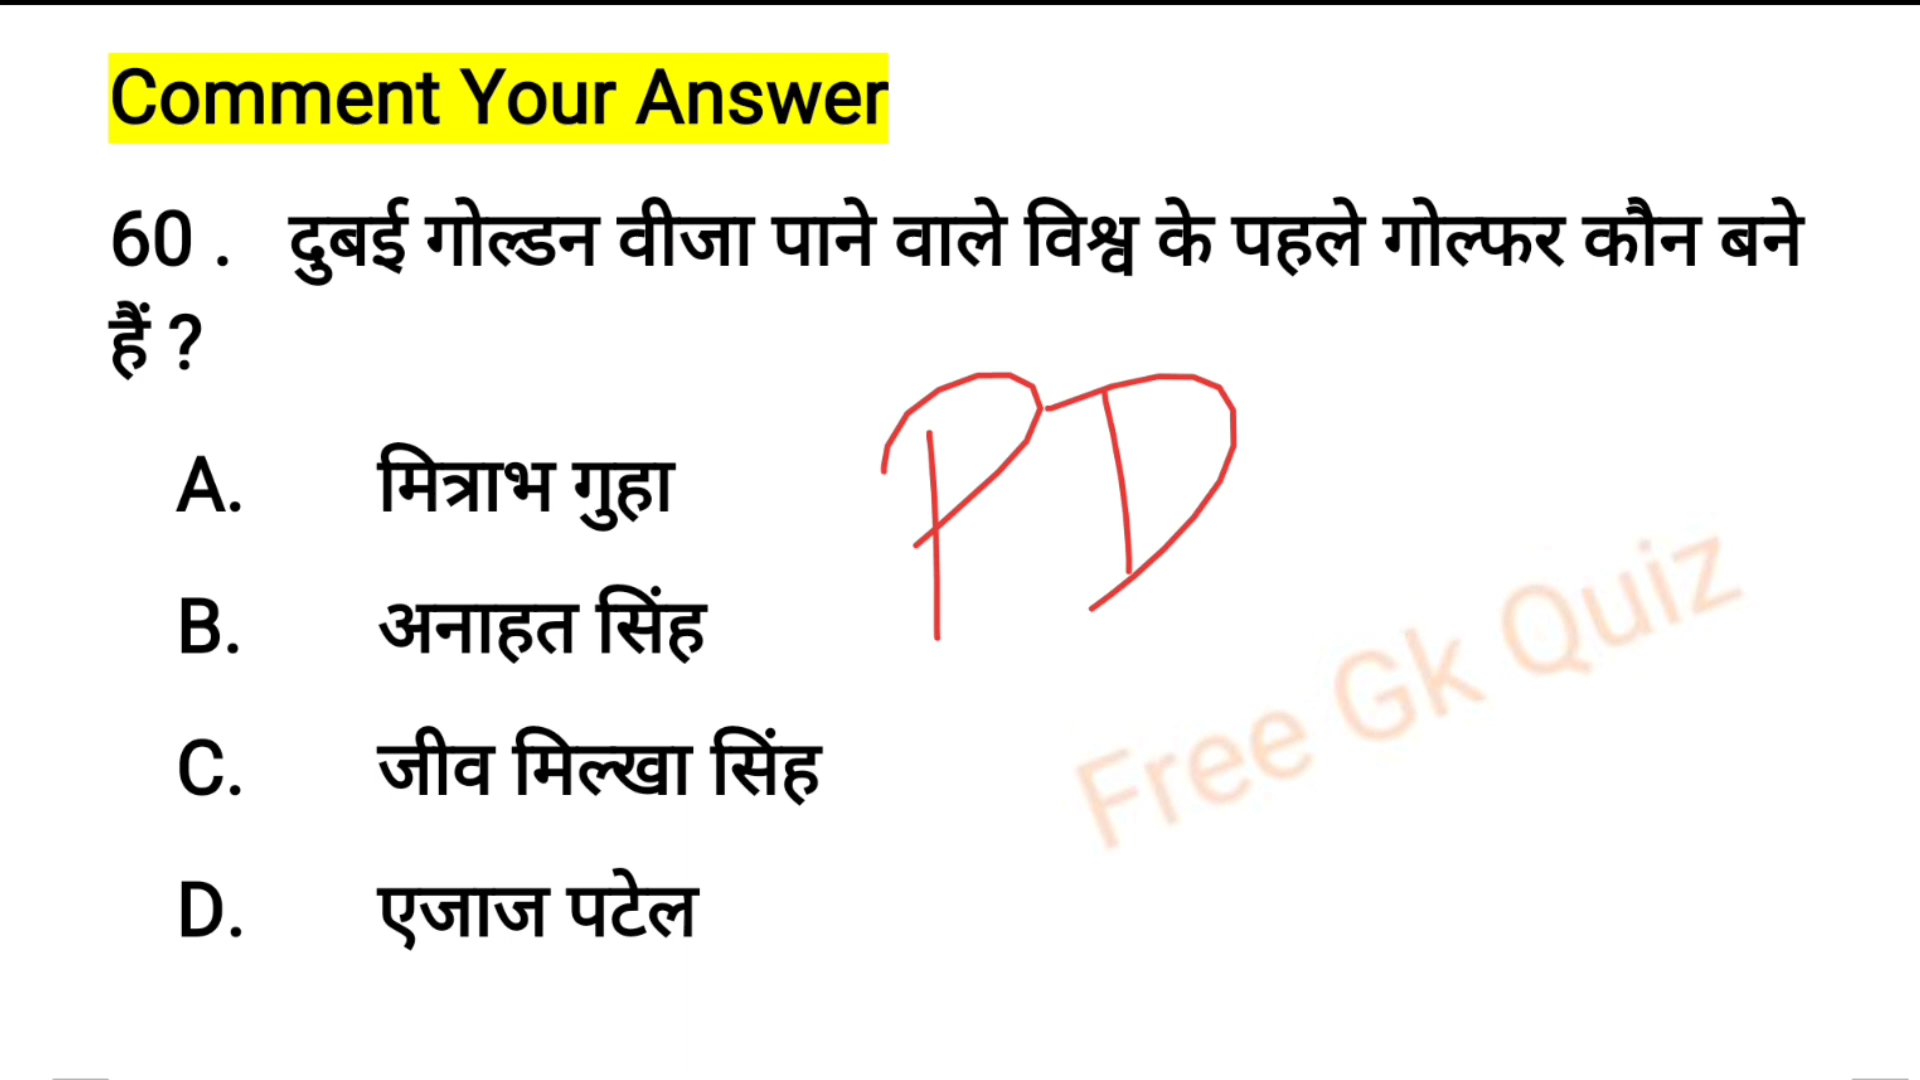 Comment Your Answer
60 . दुबई गोल्डन वीजा पाने वाले विश्व के पहले गोल्फर कौन बने
हैं ?
PD
A. मित्राभ गुहा
B. अनाहत सिंह
C. जीव मिल्खा सिंह
D. एजाज पटेल
Free Gk Quiz